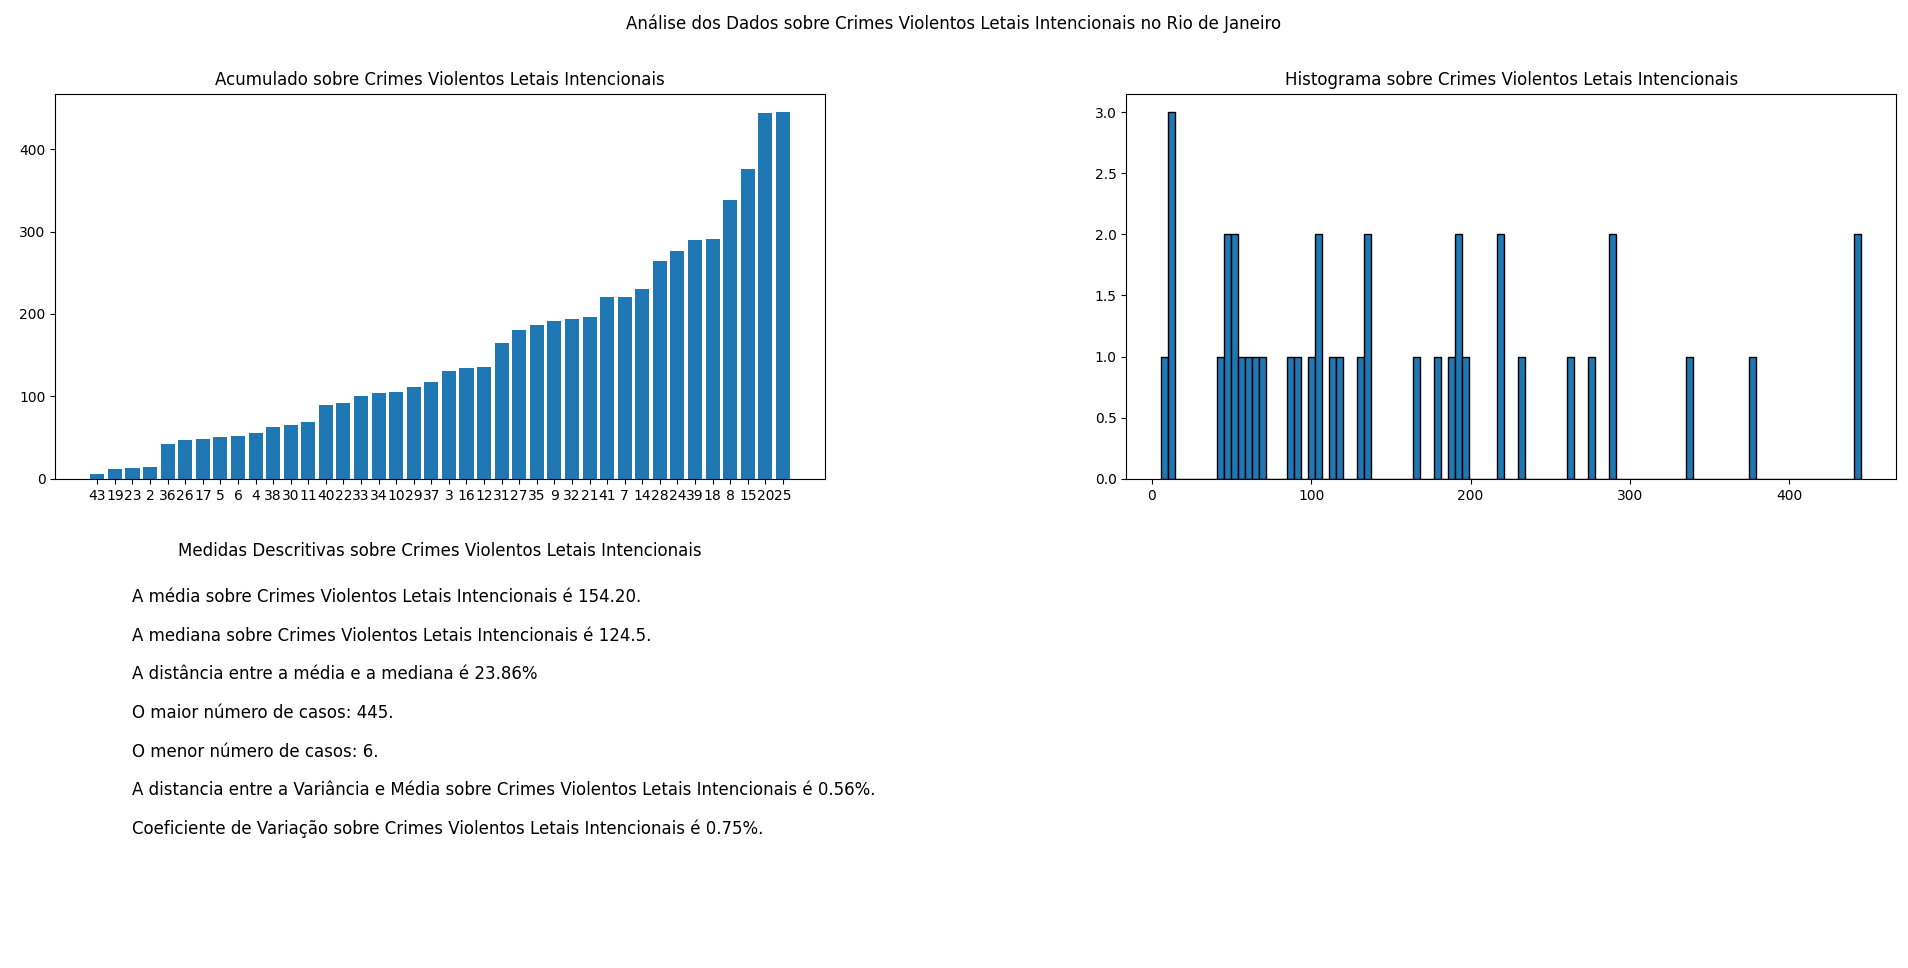 Análise dos Dados sobre Crimes Violentos Letais Intencionais no Rio de Janeiro
Acumulado sobre Crimes Violentos Letais Intencionais
400
300
200
100
0
43 19 23 2 36 26 17 5 6 4 38 30 11 40 22 33 34 10 29 37 3 16 12 31 27 35 9 32 21 41 7 14 28 24 39 18 8 15 20 25
Histograma sobre Crimes Violentos Letais Intencionais
3.0
2.5
2.0
1.5
1.0
0.5
0.0
0 100 200 300 400
Medidas Descritivas sobre Crimes Violentos Letais Intencionais
A média sobre Crimes Violentos Letais Intencionais é 154.20.
A mediana sobre Crimes Violentos Letais Intencionais é 124.5.
A distância entre a média e a mediana é 23.86%
O maior número de casos: 445.
O menor número de casos: 6.
A distancia entre a Variância e Média sobre Crimes Violentos Letais Intencionais é 0.56%.
Coeficiente de Variação sobre Crimes Violentos Letais Intencionais é 0.75%.